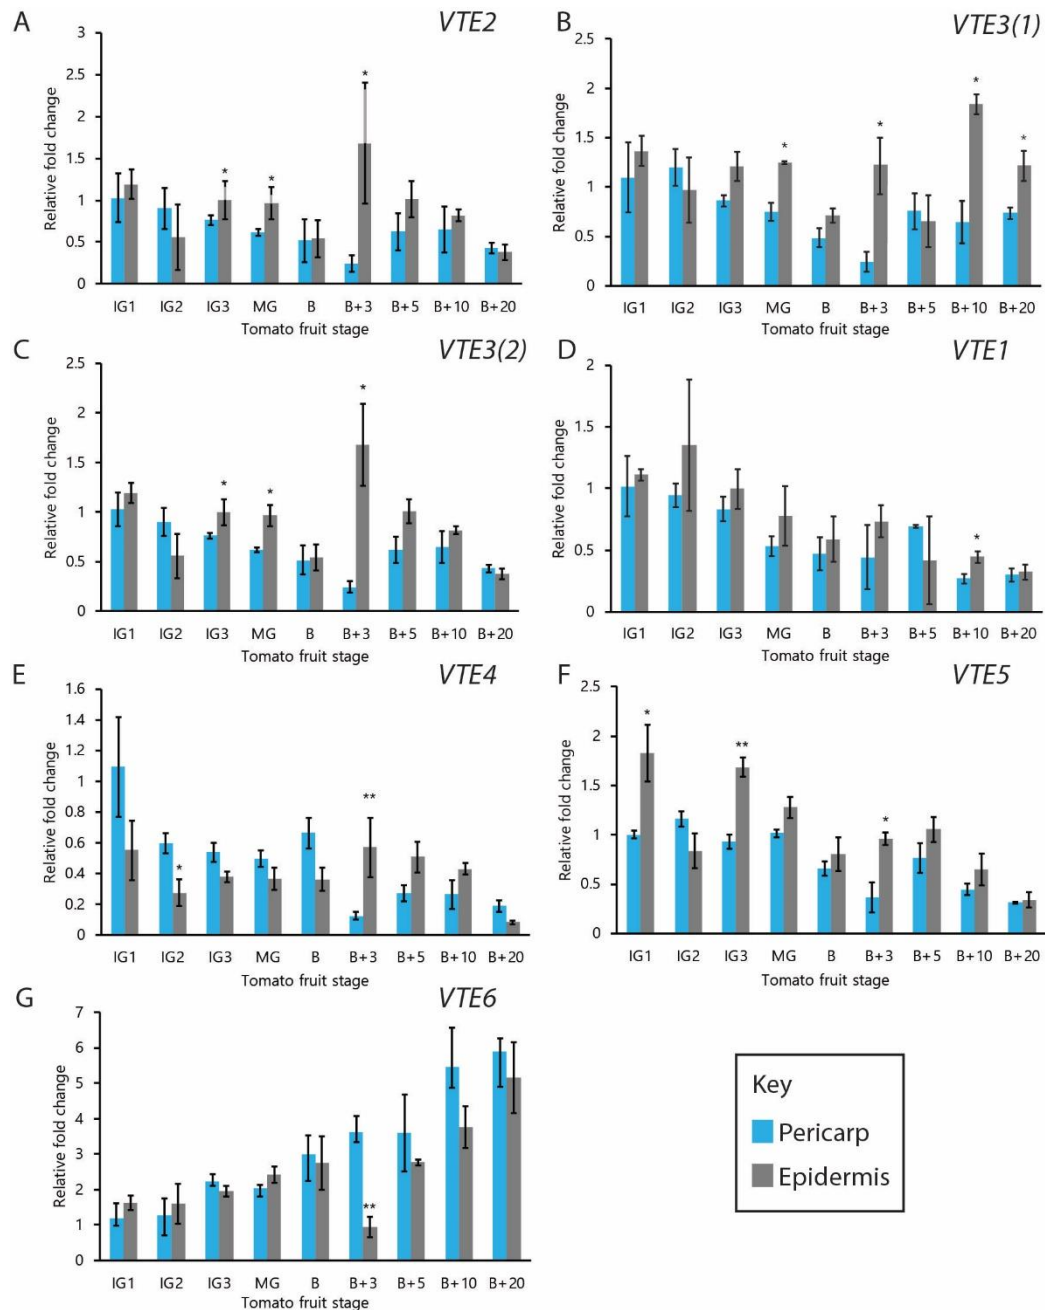 A
VTE2
3
2.5
2
1.5
1
0.5
0
Relative fold change
*
*
*
IG1 IG2 IG3 MG B B+3 B+5 B+10 B+20
Tomato fruit stage
B
VTE3(1)
2.5
2
1.5
1
0.5
0
Relative fold change
*
*
*
*
IG1 IG2 IG3 MG B B+3 B+5 B+10 B+20
Tomato fruit stage
C
VTE3(2)
2.5
2
1.5
1
0.5
0
Relative fold change
*
*
*
IG1 IG2 IG3 MG B B+3 B+5 B+10 B+20
Tomato fruit stage
D
VTE1
2
1.5
1
0.5
0
Relative fold change
*
IG1 IG2 IG3 MG B B+3 B+5 B+10 B+20
Tomato fruit stage
E
VTE4
1.6
1.4
1.2
1
0.8
0.6
0.4
0.2
0
Relative fold change
*
**
IG1 IG2 IG3 MG B B+3 B+5 B+10 B+20
Tomato fruit stage
F
VTE5
2.5
2
1.5
1
0.5
0
Relative fold change
*
**
*
IG1 IG2 IG3 MG B B+3 B+5 B+10 B+20
Tomato fruit stage
G
VTE6
7
6
5
4
3
2
1
0
Relative fold change
**
IG1 IG2 IG3 MG B B+3 B+5 B+10 B+20
Tomato fruit stage
Key
Pericarp
Epidermis